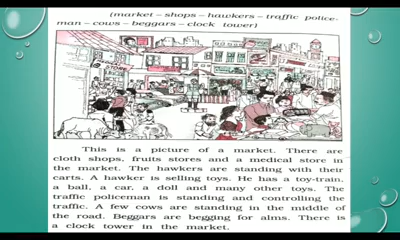 (market – shops – hawkers – traffic police-
man – cows – beggars – clock tower)
This is a picture of a market. There are
cloth shops, fruits stores and a medical store in
the market. The hawkers are standing with their
carts. A hawker is selling toys. He has a toy-train,
a ball, a car, a doll and many other toys. The
traffic policeman is standing and controlling the
traffic. A few cows are standing in the middle of
the road. Beggars are begging for alms. There is
a clock tower in the market.